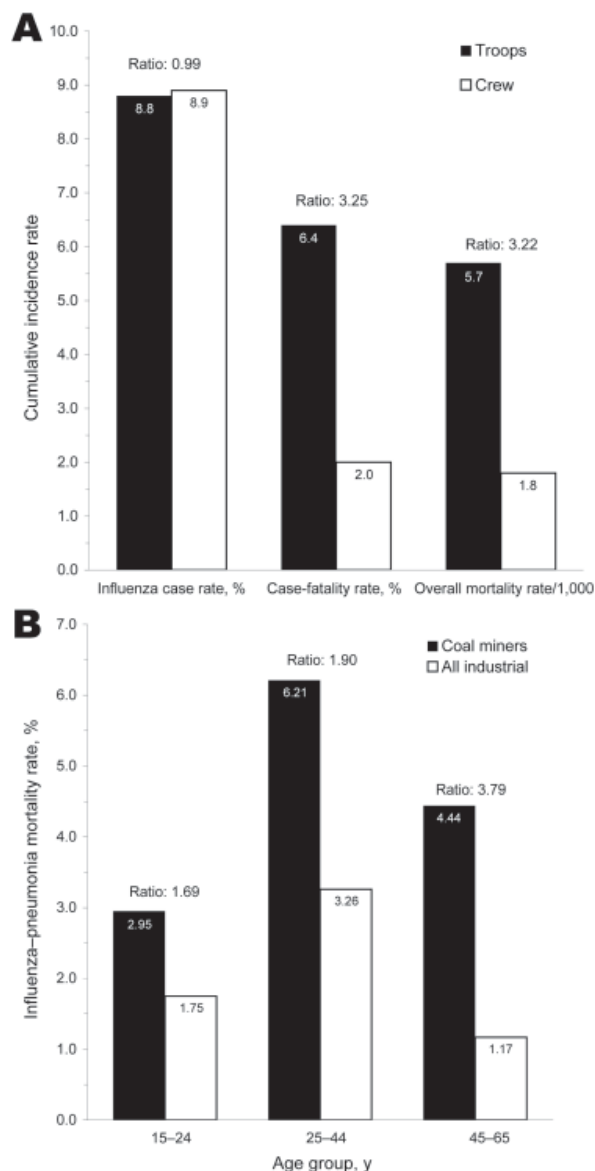 A
10.0
9.0
8.0
7.0
6.0
5.0
4.0
3.0
2.0
1.0
0.0
Cumulative incidence rate
Troops
Crew
Ratio: 0.99
8.8
8.9
Ratio: 3.25
6.4
2.0
Ratio: 3.22
5.7
1.8
Influenza case rate, %
Case-fatality rate, %
Overall mortality rate/1,000
B
7.0
6.0
5.0
4.0
3.0
2.0
1.0
0.0
Influenza–pneumonia mortality rate, %
Coal miners
All industrial
Ratio: 1.69
2.95
1.75
Ratio: 1.90
6.21
3.26
Ratio: 3.79
4.44
1.17
15–24
25–44
45–65
Age group, y